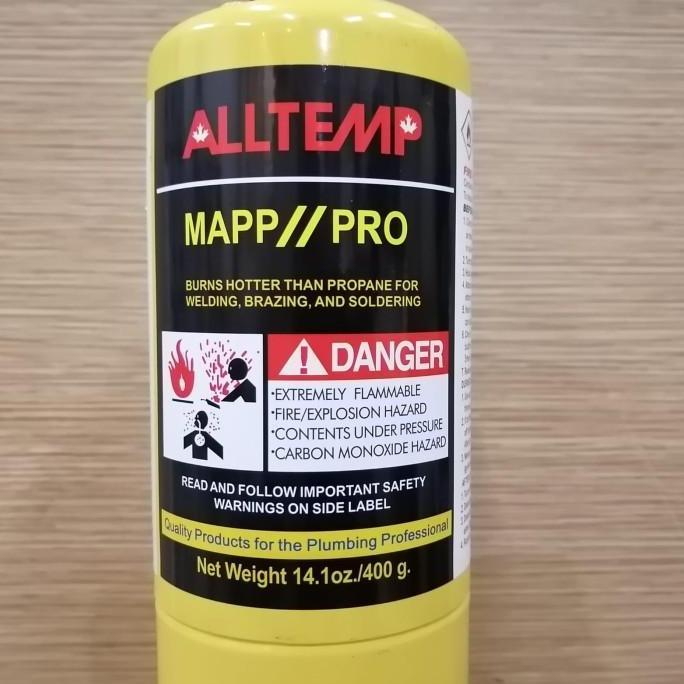 ALLTEMP
MAPP//PRO
BURNS HOTTER THAN PROPANE FOR
WELDING, BRAZING, AND SOLDERING
DANGER
•EXTREMELY FLAMMABLE
•FIRE/EXPLOSION HAZARD
•CONTENTS UNDER PRESSURE
•CARBON MONOXIDE HAZARD
READ AND FOLLOW IMPORTANT SAFETY
WARNINGS ON SIDE LABEL
Quality Products for the Plumbing Professional
Net Weight 14.1oz./400 g.